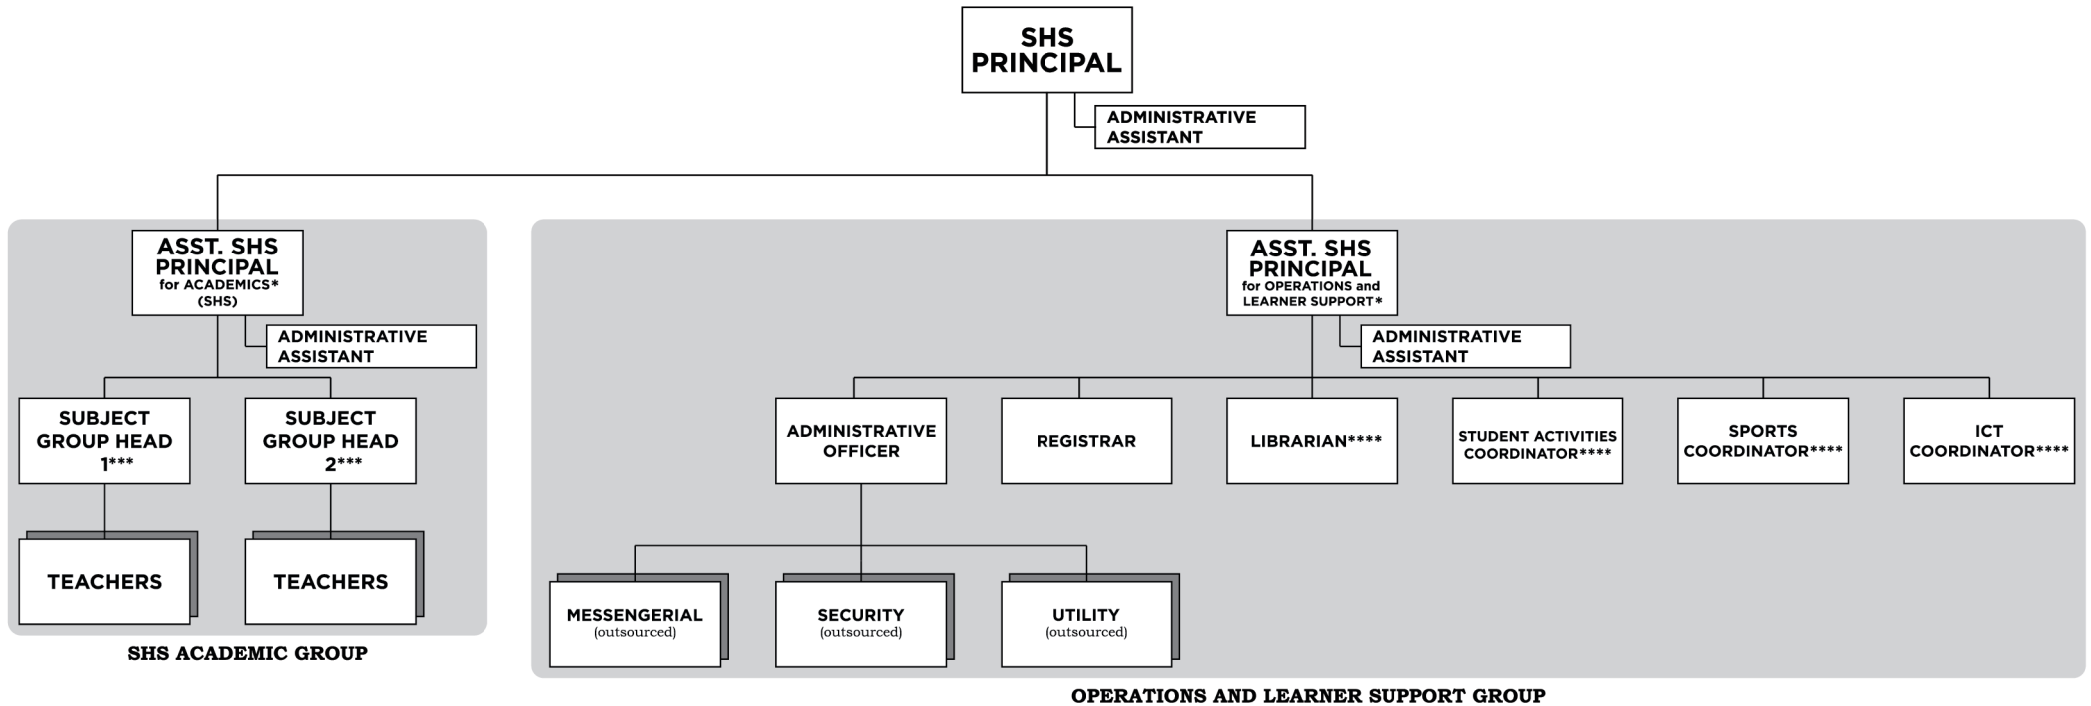 SHS
PRINCIPAL
ADMINISTRATIVE
ASSISTANT
ASST. SHS
PRINCIPAL
for ACADEMICS*
(SHS)
ADMINISTRATIVE
ASSISTANT
SUBJECT
GROUP HEAD
1***
SUBJECT
GROUP HEAD
2***
TEACHERS
TEACHERS
SHS ACADEMIC GROUP
ASST. SHS
PRINCIPAL
for OPERATIONS and
LEARNER SUPPORT*
ADMINISTRATIVE
ASSISTANT
ADMINISTRATIVE
OFFICER
REGISTRAR
LIBRARIAN****
STUDENT ACTIVITIES
COORDINATOR****
SPORTS
COORDINATOR****
ICT
COORDINATOR****
MESSENGERIAL
(outsourced)
SECURITY
(outsourced)
UTILITY
(outsourced)
OPERATIONS AND LEARNER SUPPORT GROUP